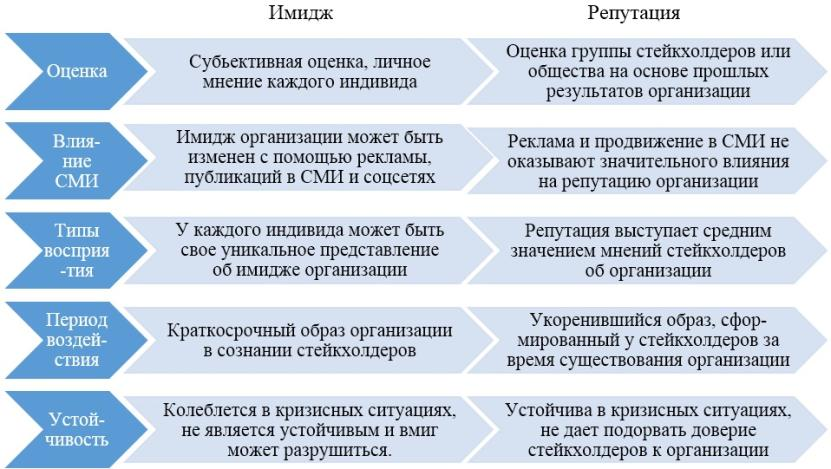 Имидж
Репутация
Оценка
Субъективная оценка, личное
мнение каждого индивида
Оценка группы стейкхолдеров или
общества на основе прошлых
результатов организации
Влия-
ние
СМИ
Имидж организации может быть
изменен с помощью рекламы,
публикаций в СМИ и соцсетях
Реклама и продвижение в СМИ не
оказывают значительного влияния
на репутацию организации
Типы
восприя
-тия
У каждого индивида может быть
свое уникальное представление
об имидже организации
Репутация выступает средним
значением мнений стейкхолдеров
об организации
Период
воздей-
ствия
Краткосрочный образ организации
в сознании стейкхолдеров
Укоренившийся образ, сфор-
мированный у стейкхолдеров за
время существования организации
Устой-
чивость
Колеблется в кризисных ситуациях,
не является устойчивым и вмиг
может разрушиться.
Устойчива в кризисных ситуациях,
не дает подорвать доверие
стейкхолдеров к организации